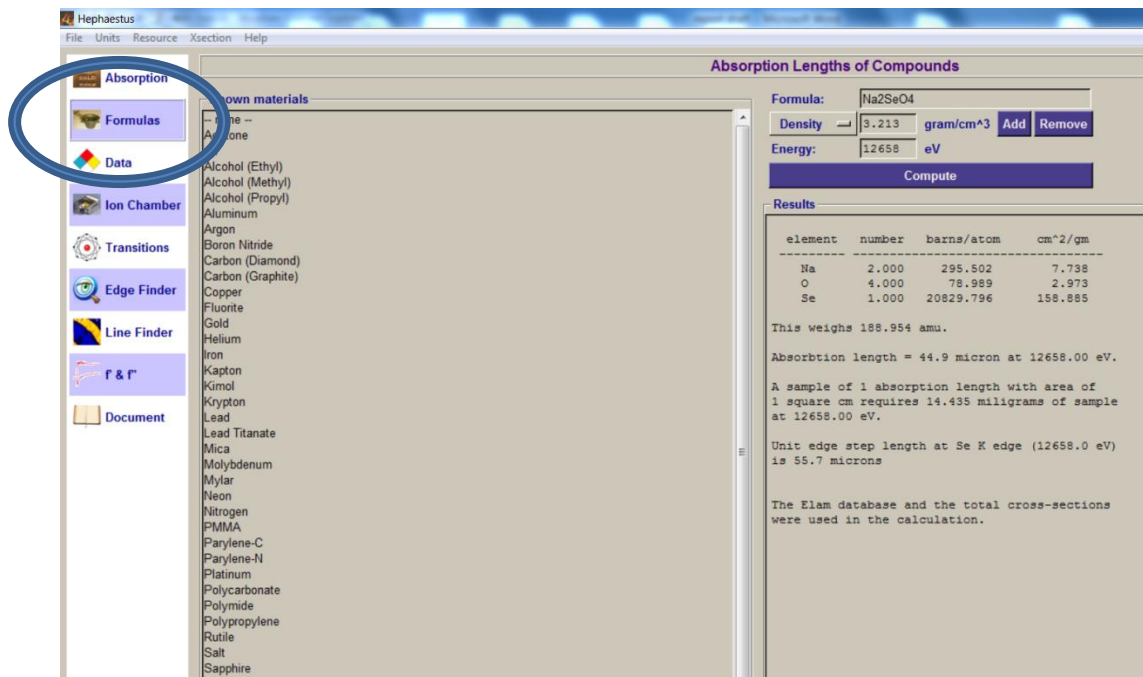 Hephaestus
File Units Resource Xsection Help
Absorption
Formulas
Data
Ion Chamber
Transitions
Edge Finder
Line Finder
f' & f"
Document
Absorption Lengths of Compounds
materials
Alcohol (Ethyl)
Alcohol (Methyl)
Alcohol (Propyl)
Aluminum
Argon
Boron Nitride
Carbon (Diamond)
Carbon (Graphite)
Copper
Fluorite
Gold
Helium
Iron
Kapton
Kimol
Krypton
Lead
Lead Titanate
Mica
Molybdenum
Mylar
Neon
Nitrogen
PMMA
Parylene-C
Parylene-N
Platinum
Polycarbonate
Polymide
Polypropylene
Rutile
Salt
Sapphire
Formula: Na2SeO4
Density 3.213 gram/cm^3 Add Remove
Energy: 12658 eV
Compute
Results
element number barns/atom cm^2/gm
--------- ----------------------------------
Na 2.000 295.502 7.738
O 4.000 78.989 2.973
Se 1.000 20829.796 158.885
This weighs 188.954 amu.
Absorbtion length = 44.9 micron at 12658.00 eV.
A sample of 1 absorption length with area of
1 square cm requires 14.435 miligrams of sample
at 12658.00 eV.
Unit edge step length at Se K edge (12658.0 eV)
is 55.7 microns
The Elam database and the total cross-sections
were used in the calculation.